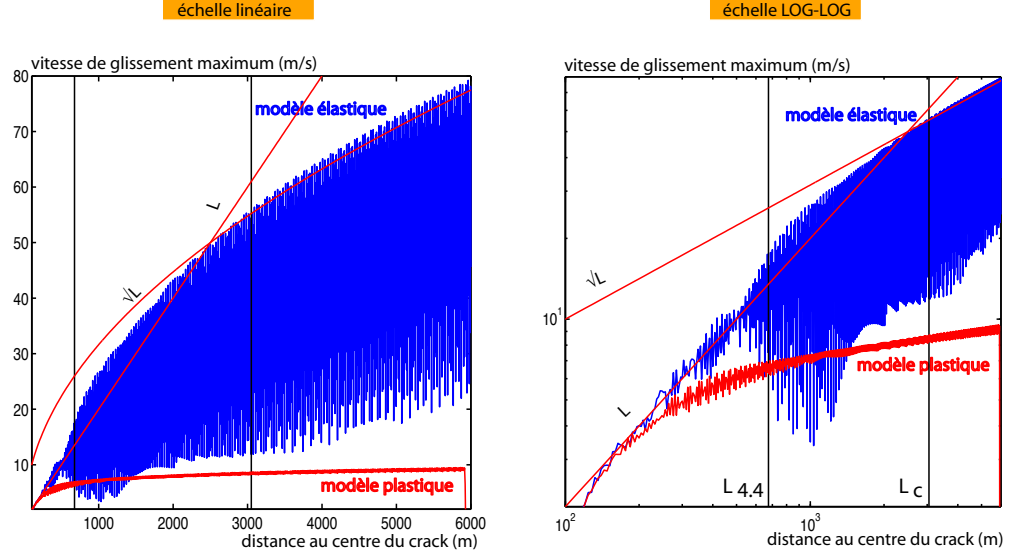 échelle linéaire
échelle LOG-LOG
vitesse de glissement maximum (m/s)
80
70
60
50
40
30
20
10
modèle élastique
L
√L
modèle plastique
1000
2000
3000
4000
5000
6000
distance au centre du crack (m)
vitesse de glissement maximum (m/s)
modèle élastique
√L
10¹
modèle plastique
L
L 4.4
L c
10²
10³
distance au centre du crack (m)